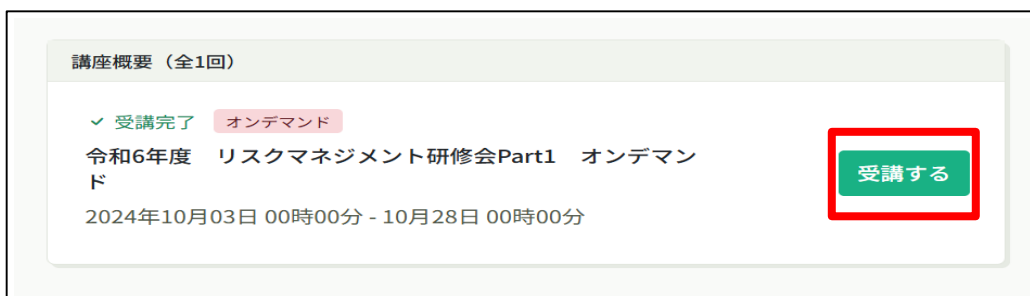 講座概要（全1回）
受講完了 オンデマンド
令和6年度　リスクマネジメント研修会Part1　オンデマン
ド
受講する
2024年10月03日 00時00分 - 10月28日 00時00分